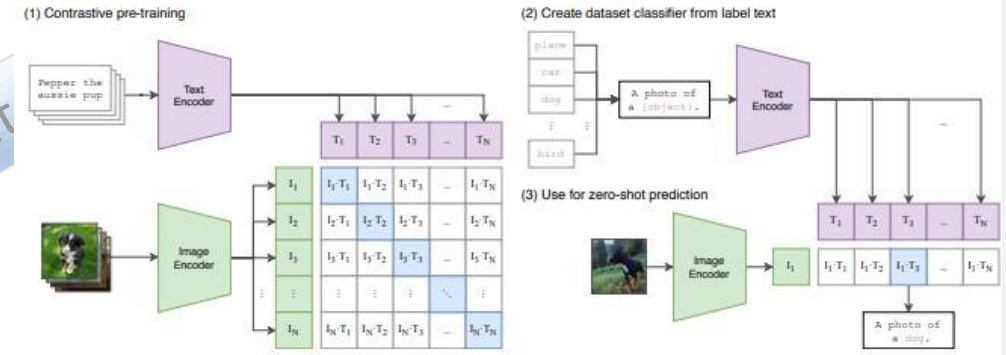 (1) Contrastive pre-training
Pepper the
aussie pup
Text
Encoder
...
T1 T2 T3 ... TN
I1 I1·T1 I1·T2 I1·T3 ... I1·TN
I2 I2·T1 I2·T2 I2·T3 ... I2·TN
I3 I3·T1 I3·T2 I3·T3 ... I3·TN
⋮ ⋮ ⋮ ⋮ ⋮ ⋱ ⋮
IN IN·T1 IN·T2 IN·T3 ... IN·TN
Image
Encoder
(2) Create dataset classifier from label text
plane
car
dog
⋮ ⋮
bird
A photo of
a {object}.
Text
Encoder
...
(3) Use for zero-shot prediction
Image
Encoder
T1 T2 T3 ... TN
I1 I1·T1 I1·T2 I1·T3 ... I1·TN
A photo of
a dog.